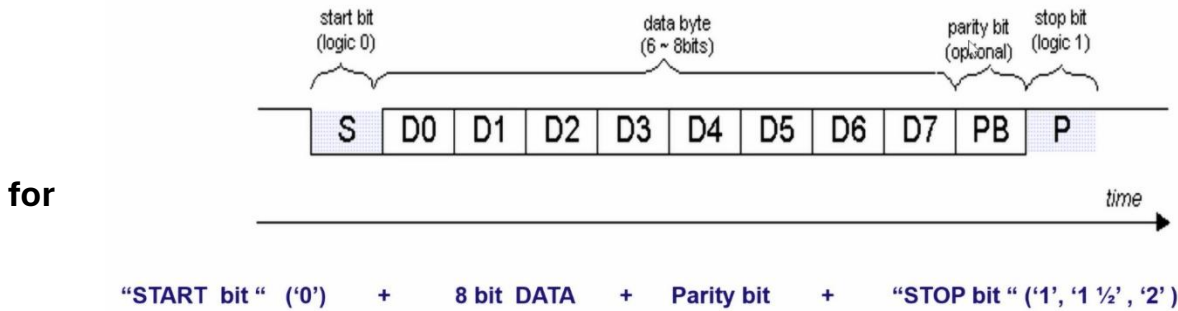 start bit
(logic 0)
data byte
(6 ~ 8bits)
parity bit
(optional)
stop bit
(logic 1)
S D0 D1 D2 D3 D4 D5 D6 D7 PB P
for
time
“START bit “ (‘0’) + 8 bit DATA + Parity bit + “STOP bit “ (‘1’, ‘1 ½’ , ‘2’ )